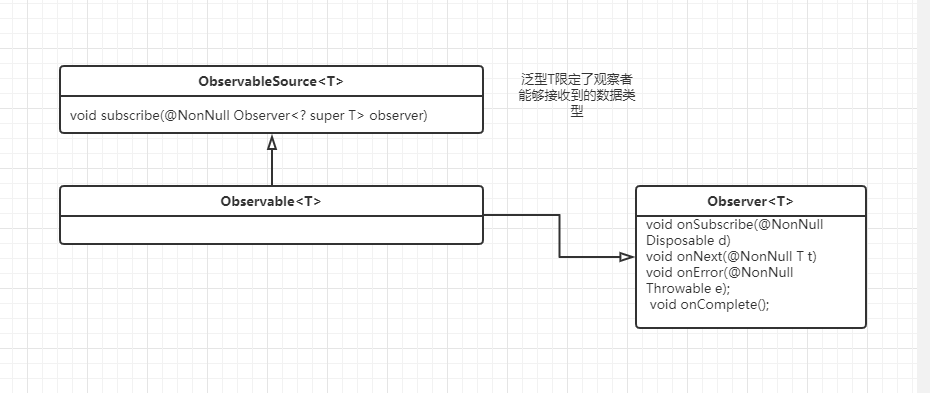 ObservableSource<T>
void subscribe(@NonNull Observer<? super T> observer)
泛型T限定了观察者
能够接收到的数据类
型
Observable<T>
Observer<T>
void onSubscribe(@NonNull
Disposable d)
void onNext(@NonNull T t)
void onError(@NonNull
Throwable e);
void onComplete();